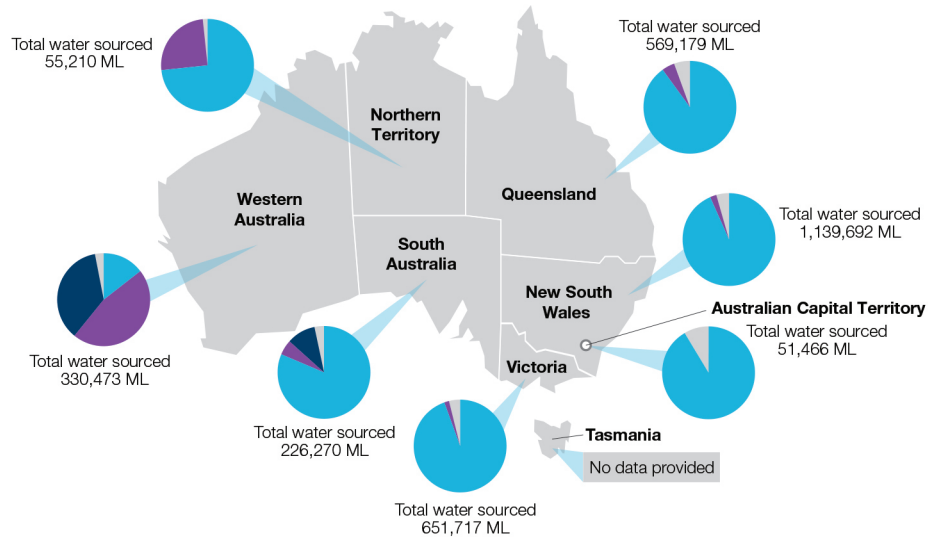 Total water sourced
55,210 ML
Total water sourced
569,179 ML
Northern
Territory
Queensland
Western
Australia
Total water sourced
1,139,692 ML
South
Australia
New South
Wales
Australian Capital Territory
Total water sourced
51,466 ML
Total water sourced
330,473 ML
Victoria
Total water sourced
226,270 ML
Tasmania
No data provided
Total water sourced
651,717 ML